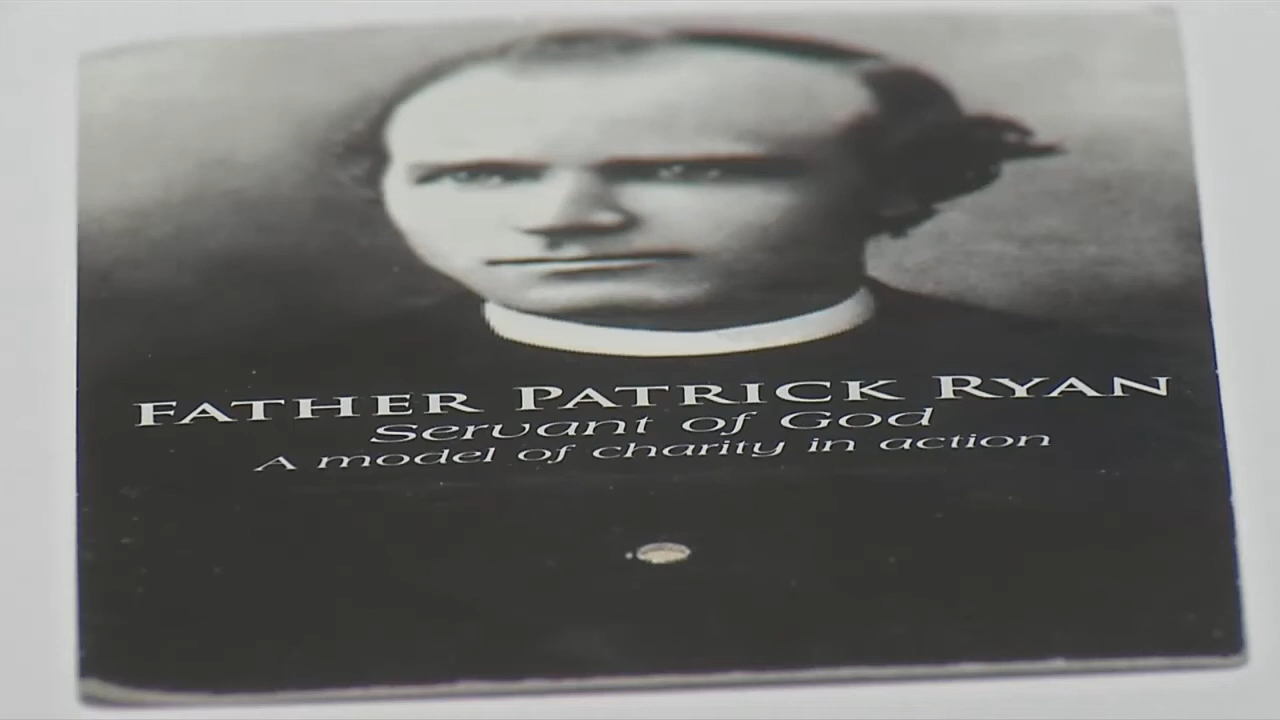 FATHER PATRICK RYAN
Servant of God
A model of charity in action